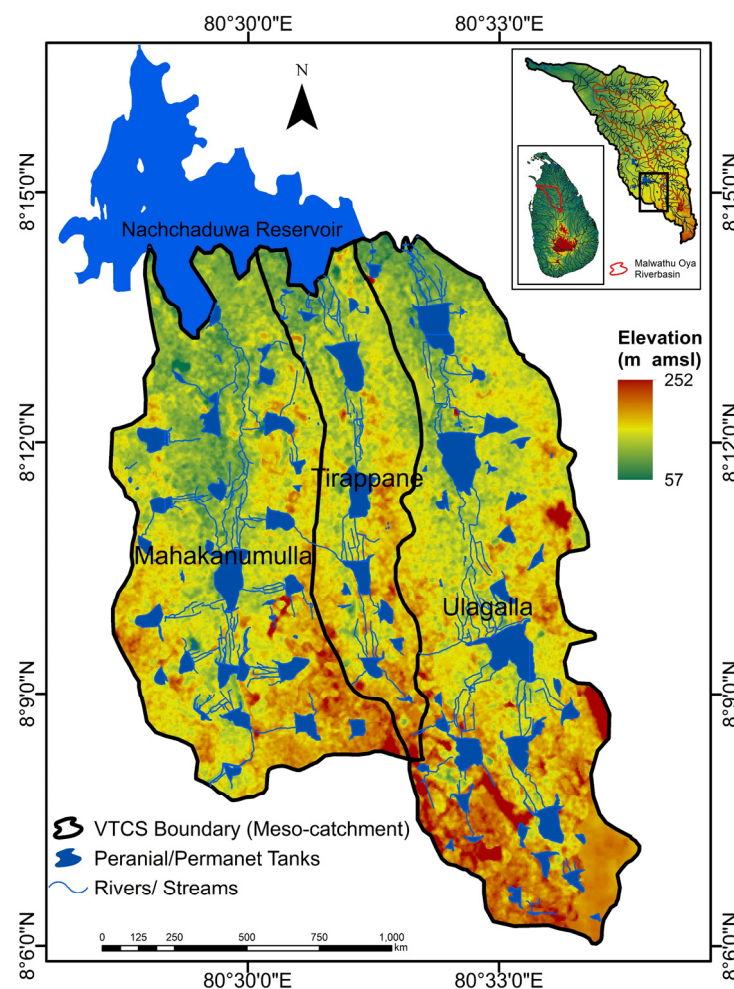 80°30'0"E
80°33'0"E
N
8°15'0"N
8°15'0"N
Nachchaduwa Reservoir
Malwathu Oya
Riverbasin
Elevation
(m amsl)
252
57
8°12'0"N
8°12'0"N
Tirappane
Mahakanumulla
Ulagalla
8°9'0"N
8°9'0"N
VTCS Boundary (Meso-catchment)
Peranial/Permanet Tanks
Rivers/ Streams
0 125 250 500 750 1,000
km
8°6'0"N
8°6'0"N
80°30'0"E
80°33'0"E